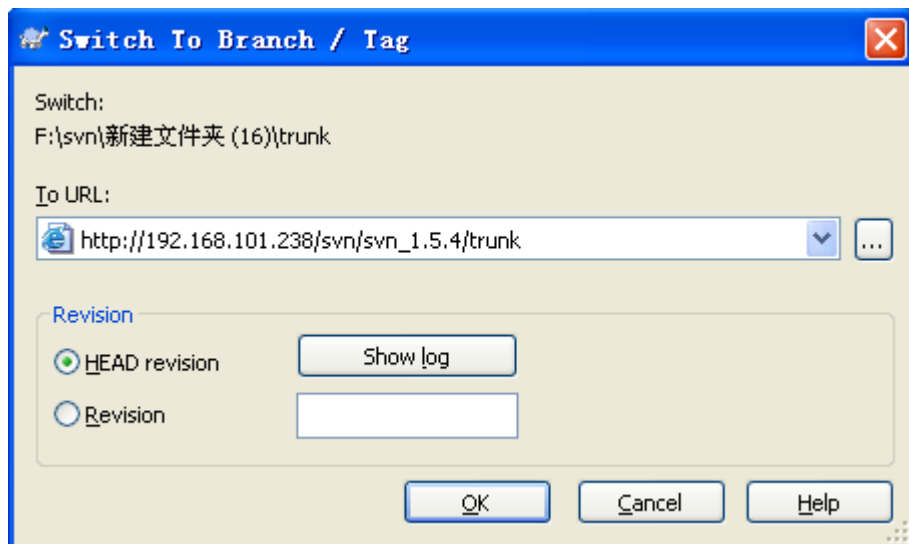 Switch To Branch / Tag
Switch:
F:\svn\新建文件夹 (16)\trunk
To URL:
http://192.168.101.238/svn/svn_1.5.4/trunk
...
Revision
HEAD revision
Show log
Revision
OK Cancel Help